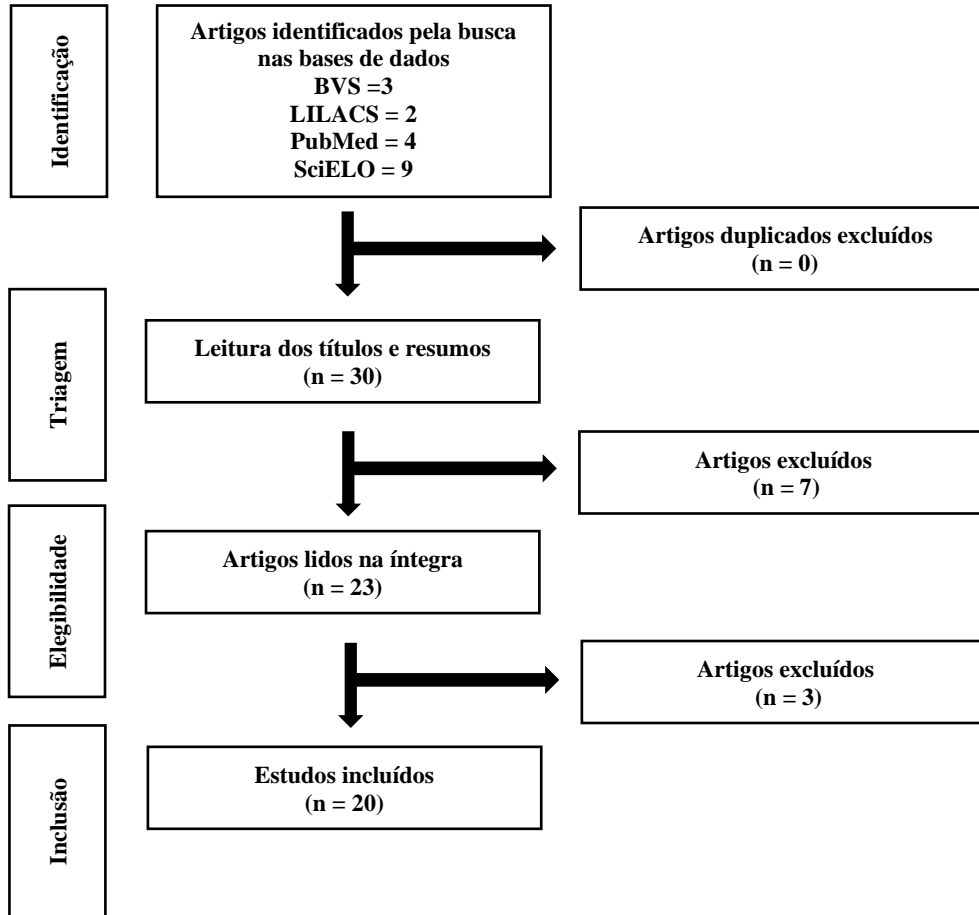 Identificação
Artigos identificados pela busca
nas bases de dados
BVS =3
LILACS = 2
PubMed = 4
SciELO = 9
Artigos duplicados excluídos
(n = 0)
Triagem
Leitura dos títulos e resumos
(n = 30)
Artigos excluídos
(n = 7)
Elegibilidade
Artigos lidos na íntegra
(n = 23)
Artigos excluídos
(n = 3)
Inclusão
Estudos incluídos
(n = 20)